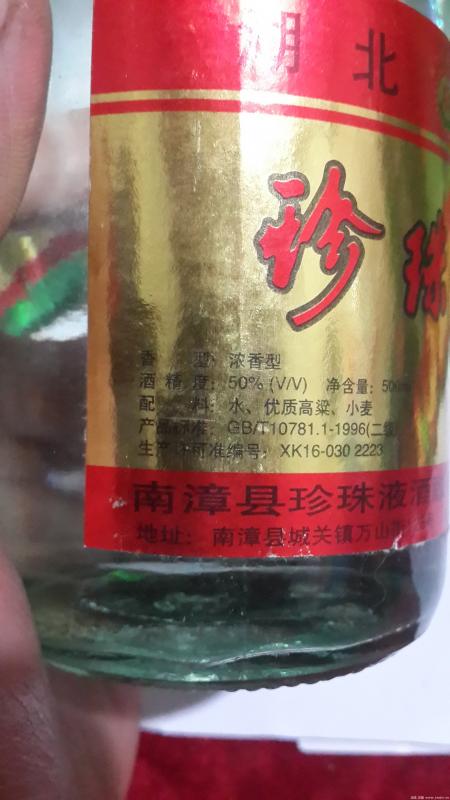 湖北
珍珠
香 型：浓香型
酒精度：50%(V/V) 净含量：500m
配 料：水、优质高粱、小麦
产品标准：GB/T10781.1-1996(二级
生产许可准编号：XK16-030 2223
南漳县珍珠液酒
地址：南漳县城关镇万山